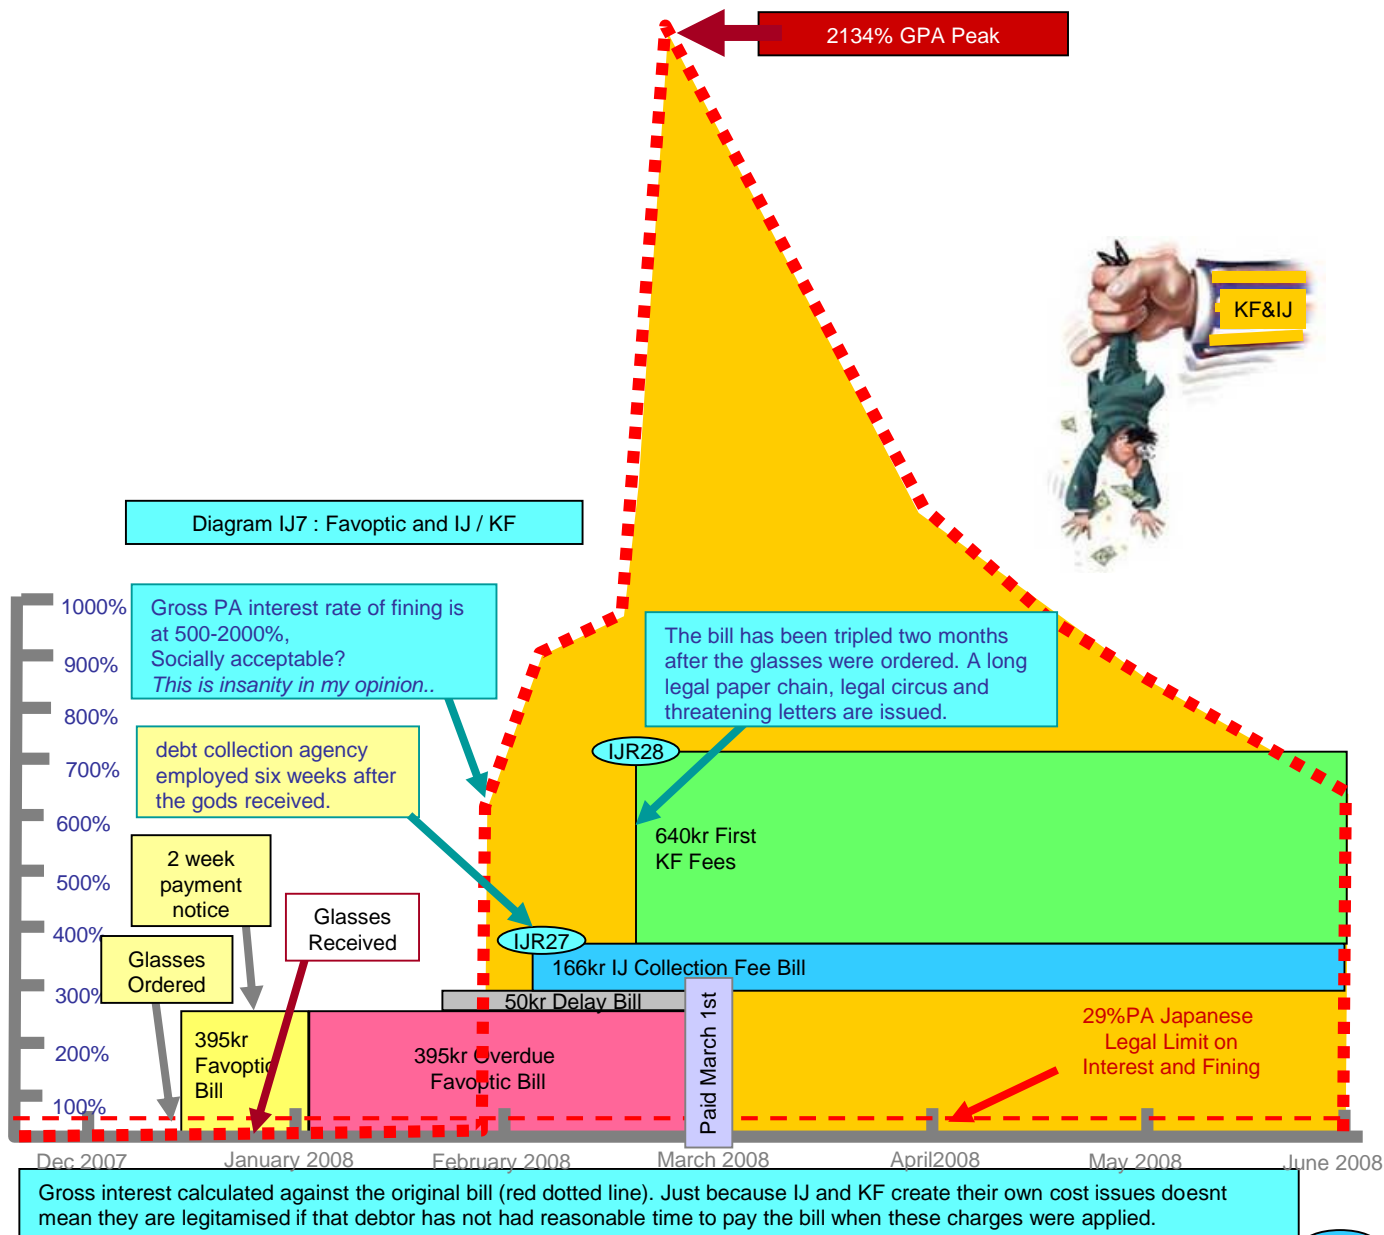 2134% GPA Peak
KF&IJ
Diagram IJ7 : Favoptic and IJ / KF
1000%
900%
800%
700%
600%
500%
400%
300%
200%
100%
Gross PA interest rate of fining is
at 500-2000%,
Socially acceptable?
This is insanity in my opinion..
The bill has been tripled two months
after the glasses were ordered. A long
legal paper chain, legal circus and
threatening letters are issued.
debt collection agency
employed six weeks after
the gods received.
IJR28
640kr First
KF Fees
2 week
payment
notice
Glasses
Received
Glasses
Ordered
IJR27
166kr IJ Collection Fee Bill
50kr Delay Bill
395kr
Favoptic
Bill
395kr Overdue
Favoptic Bill
Paid March 1st
29%PA Japanese
Legal Limit on
Interest and Fining
Dec 2007
January 2008
February 2008
March 2008
April2008
May 2008
June 2008
Gross interest calculated against the original bill (red dotted line). Just because IJ and KF create their own cost issues doesnt
mean they are legitamised if that debtor has not had reasonable time to pay the bill when these charges were applied.